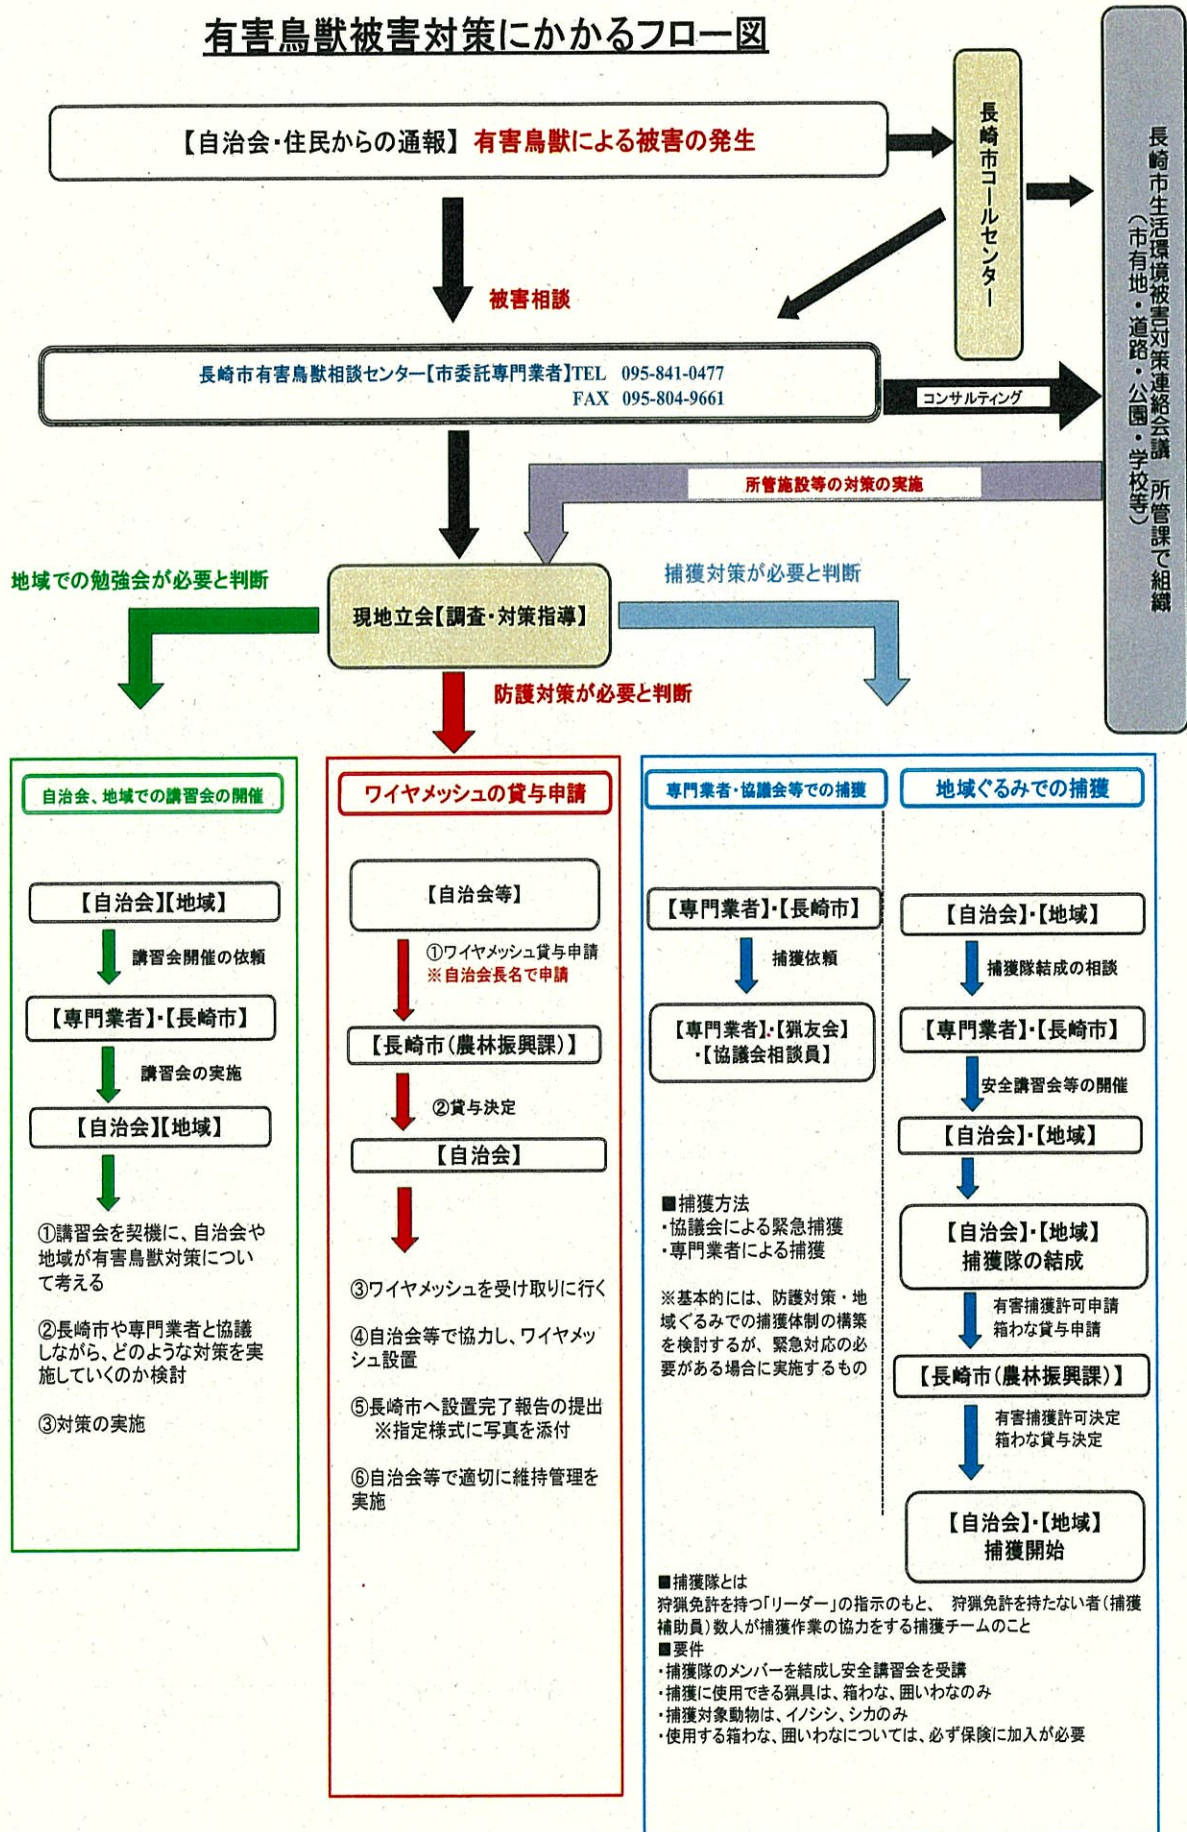 有害鳥獣被害対策にかかるフロー図
【自治会・住民からの通報】 有害鳥獣による被害の発生
長崎市コールセンター
長崎市生活環境被害対策連絡会議 所管課で組織
（市有地・道路・公園・学校等）
被害相談
長崎市有害鳥獣相談センター【市委託専門業者】TEL 095-841-0477
FAX 095-804-9661
コンサルティング
所管施設等の対策の実施
地域での勉強会が必要と判断
現地立会【調査・対策指導】
捕獲対策が必要と判断
防護対策が必要と判断
自治会、地域での講習会の開催
【自治会】【地域】
講習会開催の依頼
【専門業者】・【長崎市】
講習会の実施
【自治会】【地域】
①講習会を契機に、自治会や
地域が有害鳥獣対策につい
て考える
②長崎市や専門業者と協議
しながら、どのような対策を実
施していくのか検討
③対策の実施
ワイヤメッシュの貸与申請
【自治会等】
①ワイヤメッシュ貸与申請
※自治会長名で申請
【長崎市（農林振興課）】
②貸与決定
【自治会】
③ワイヤメッシュを受け取りに行く
④自治会等で協力し、ワイヤメッ
シュ設置
⑤長崎市へ設置完了報告の提出
※指定様式に写真を添付
⑥自治会等で適切に維持管理を
実施
専門業者・協議会等での捕獲
【専門業者】・【長崎市】
捕獲依頼
【専門業者】・【猟友会】
・【協議会相談員】
■捕獲方法
・協議会による緊急捕獲
・専門業者による捕獲
※基本的には、防護対策・地
域ぐるみでの捕獲体制の構築
を検討するが、緊急対応の必
要がある場合に実施するもの
地域ぐるみでの捕獲
【自治会】・【地域】
捕獲隊結成の相談
【専門業者】・【長崎市】
安全講習会等の開催
【自治会】・【地域】
【自治会】・【地域】
捕獲隊の結成
有害捕獲許可申請
箱わな貸与申請
【長崎市（農林振興課）】
有害捕獲許可決定
箱わな貸与決定
【自治会】・【地域】
捕獲開始
■捕獲隊とは
狩猟免許を持つ「リーダー」の指示のもと、 狩猟免許を持たない者（捕獲
補助員）数人が捕獲作業の協力をする捕獲チームのこと
■要件
・捕獲隊のメンバーを結成し安全講習会を受講
・捕獲に使用できる猟具は、箱わな、囲いわなのみ
・捕獲対象動物は、イノシシ、シカのみ
・使用する箱わな、囲いわなについては、必ず保険に加入が必要